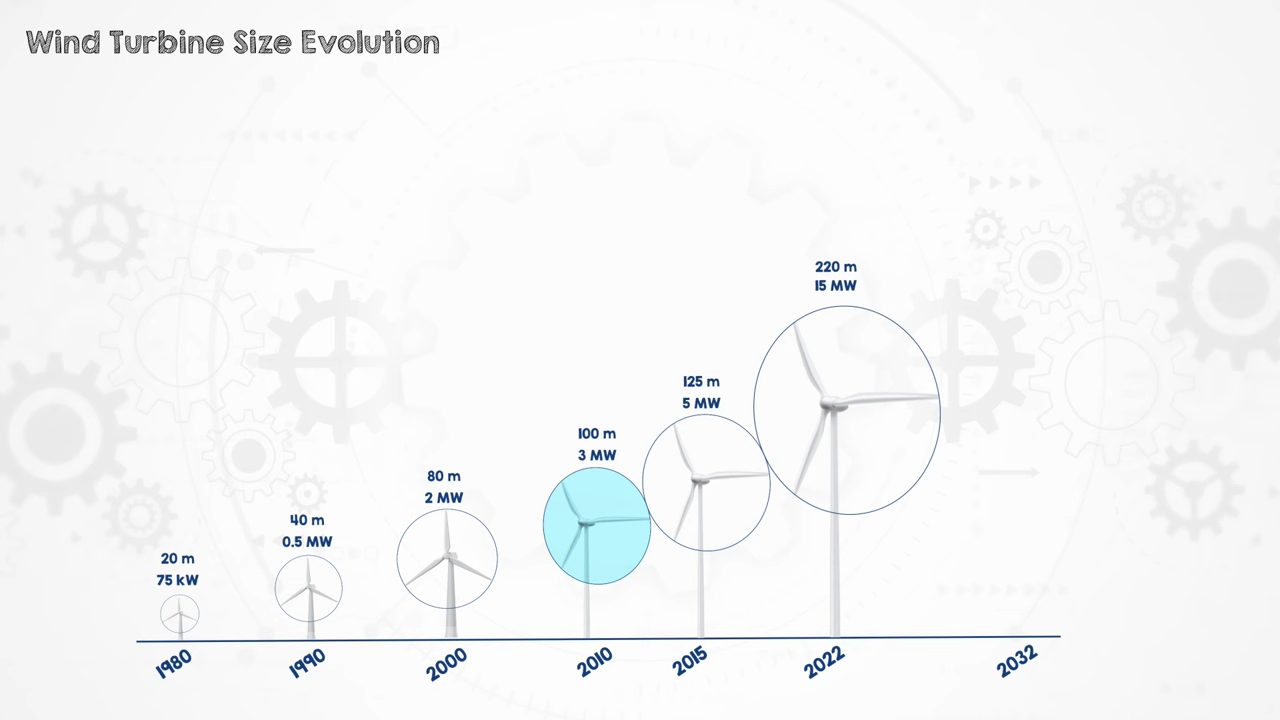 Wind Turbine Size Evolution
220 m
15 MW
125 m
5 MW
100 m
3 MW
80 m
2 MW
40 m
0.5 MW
20 m
75 kW
1980
1990
2000
2010
2015
2022
2032